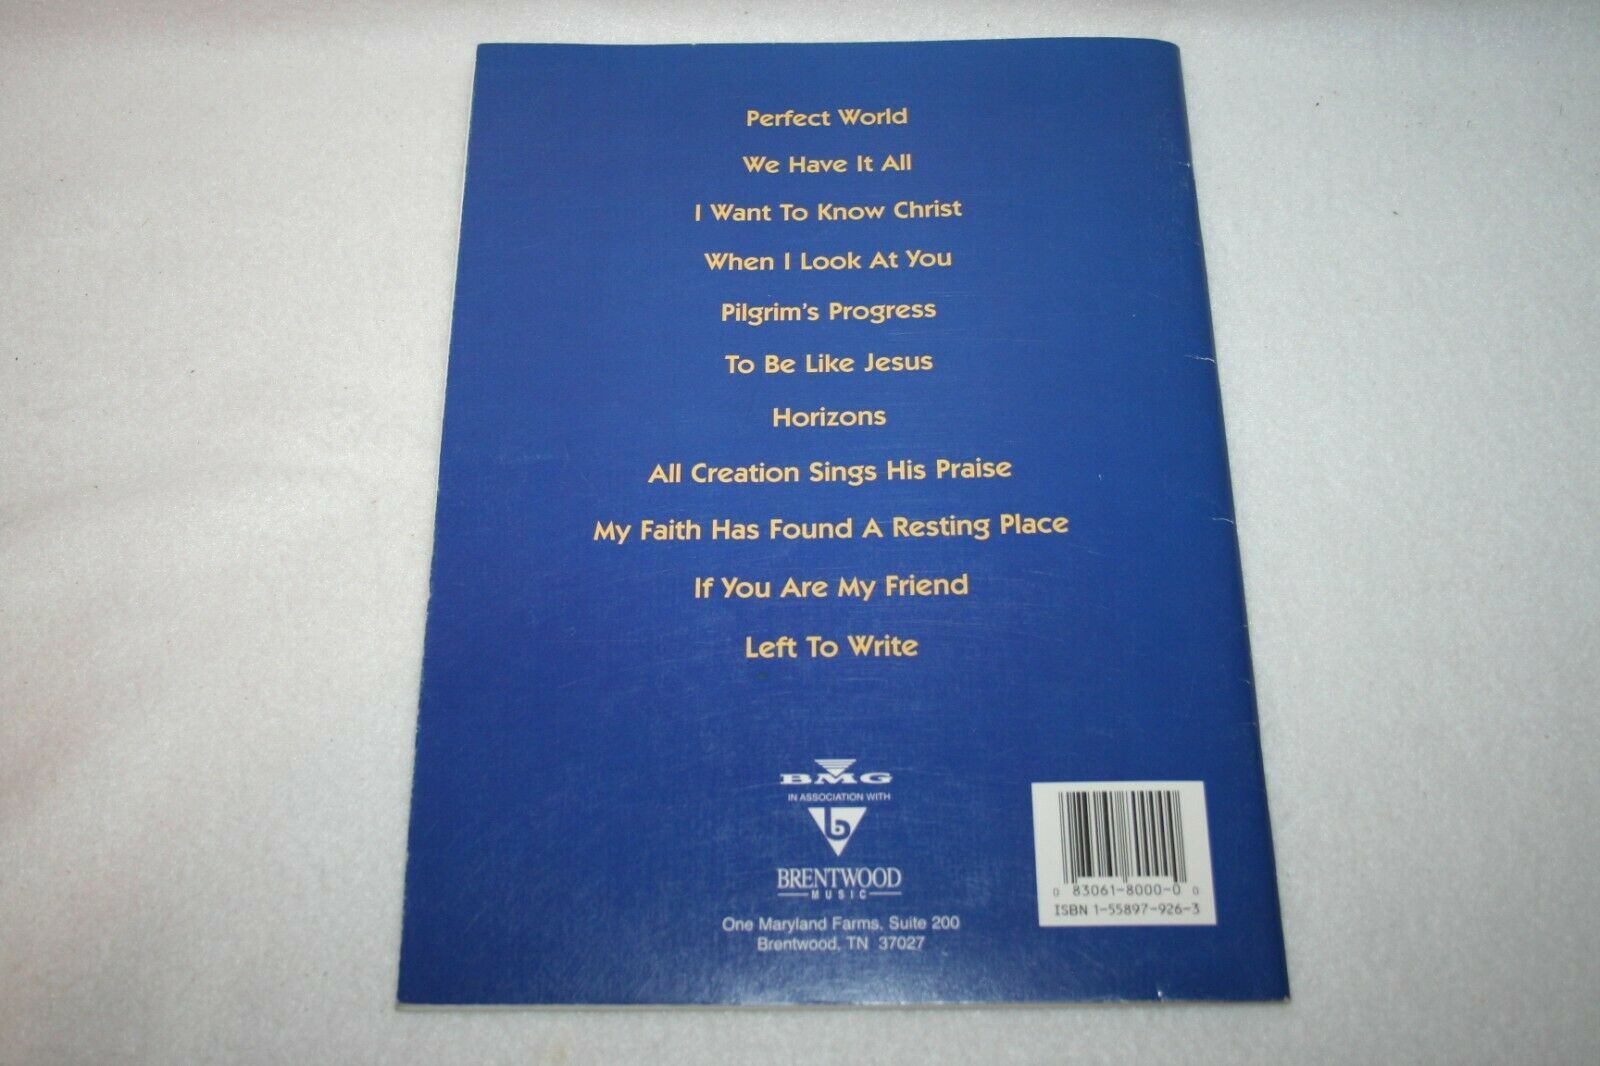 Perfect World
We Have It All
I Want To Know Christ
When I Look At You
Pilgrim's Progress
To Be Like Jesus
Horizons
All Creation Sings His Praise
My Faith Has Found A Resting Place
If You Are My Friend
Left To Write
BMG
IN ASSOCIATION WITH
b
BRENTWOOD
MUSIC
One Maryland Farms, Suite 200
Brentwood, TN 37027
0 83061-8000-0 0
ISBN 1-55897-926-3